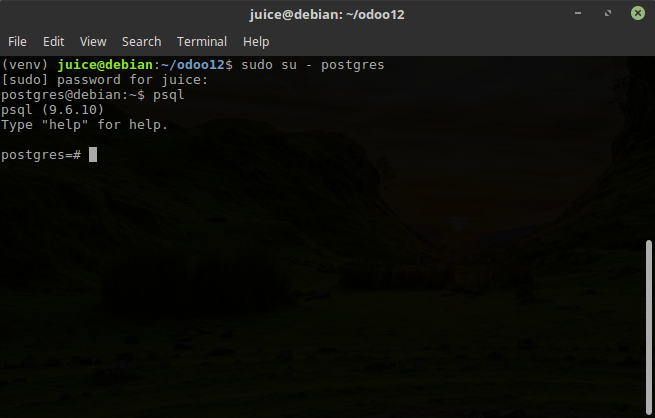 juice@debian: ~/odoo12
File Edit View Search Terminal Help
(venv) juice@debian:~/odoo12$ sudo su - postgres
[sudo] password for juice:
postgres@debian:~$ psql
psql (9.6.10)
Type "help" for help.
postgres=#